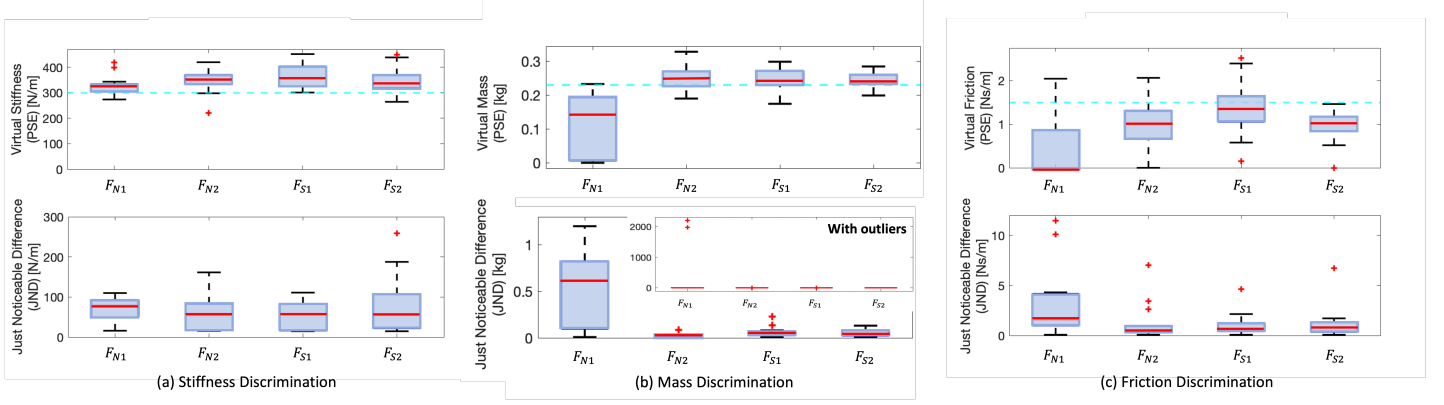 Virtual Stiffness
(PSE) [N/m]
400
300
200
100
0
F_N1 F_N2 F_S1 F_S2
Just Noticeable Difference
(JND) [N/m]
300
200
100
0
F_N1 F_N2 F_S1 F_S2
(a) Stiffness Discrimination
Virtual Mass
(PSE) [kg]
0.3
0.2
0.1
0
F_N1 F_N2 F_S1 F_S2
Just Noticeable Difference
(JND) [kg]
1
0.5
0
With outliers
2000
1000
0
F_N1 F_N2 F_S1 F_S2
F_N1 F_N2 F_S1 F_S2
(b) Mass Discrimination
Virtual Friction
(PSE) [Ns/m]
2
1
0
F_N1 F_N2 F_S1 F_S2
Just Noticeable Difference
(JND) [Ns/m]
10
5
0
F_N1 F_N2 F_S1 F_S2
(c) Friction Discrimination